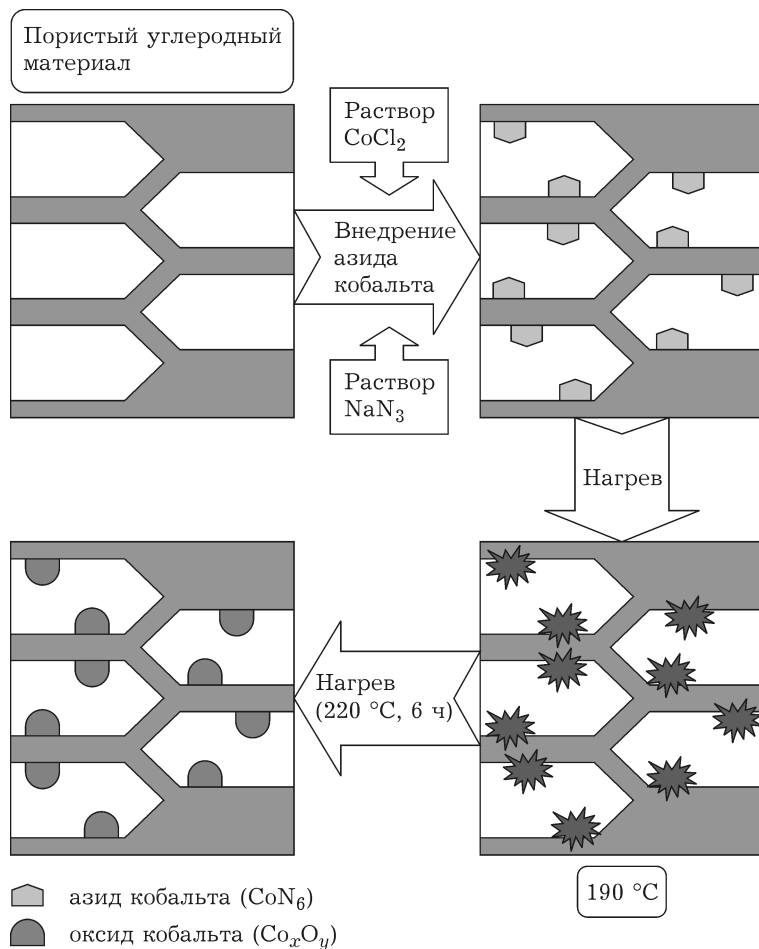 Пористый углеродный
материал
Раствор
CoCl₂
Внедрение
азида
кобальта
Раствор
NaN₃
Нагрев
Нагрев
(220 °C, 6 ч)
190 °C
азид кобальта (CoN₆)
оксид кобальта (CoₓOᵧ)